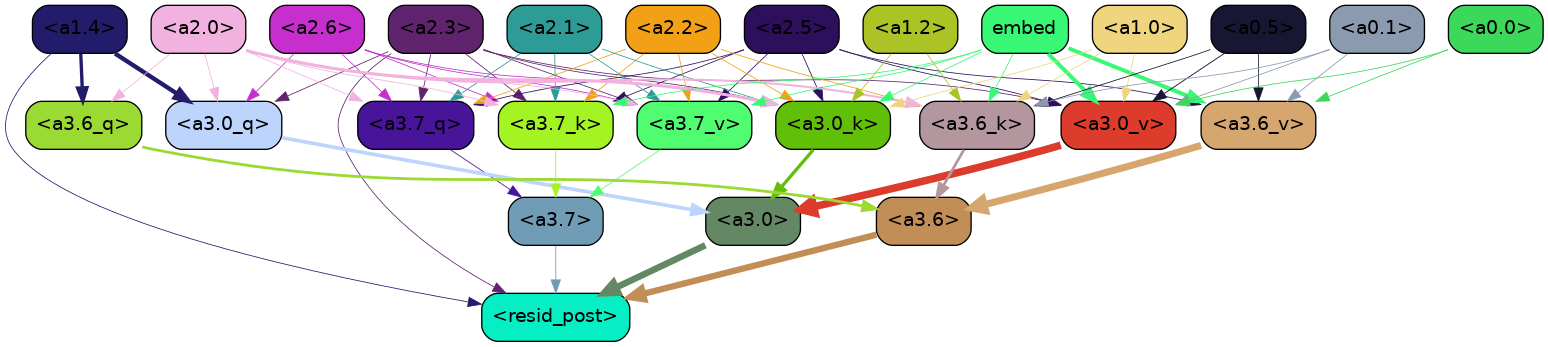 <a1.4> <a2.0> <a2.6> <a2.3> <a2.1> <a2.2> <a2.5> <a1.2> embed <a1.0> <a0.5> <a0.1> <a0.0>
<a3.6_q> <a3.0_q> <a3.7_q> <a3.7_k> <a3.7_v> <a3.0_k> <a3.6_k> <a3.0_v> <a3.6_v>
<a3.7> <a3.0> <a3.6>
<resid_post>